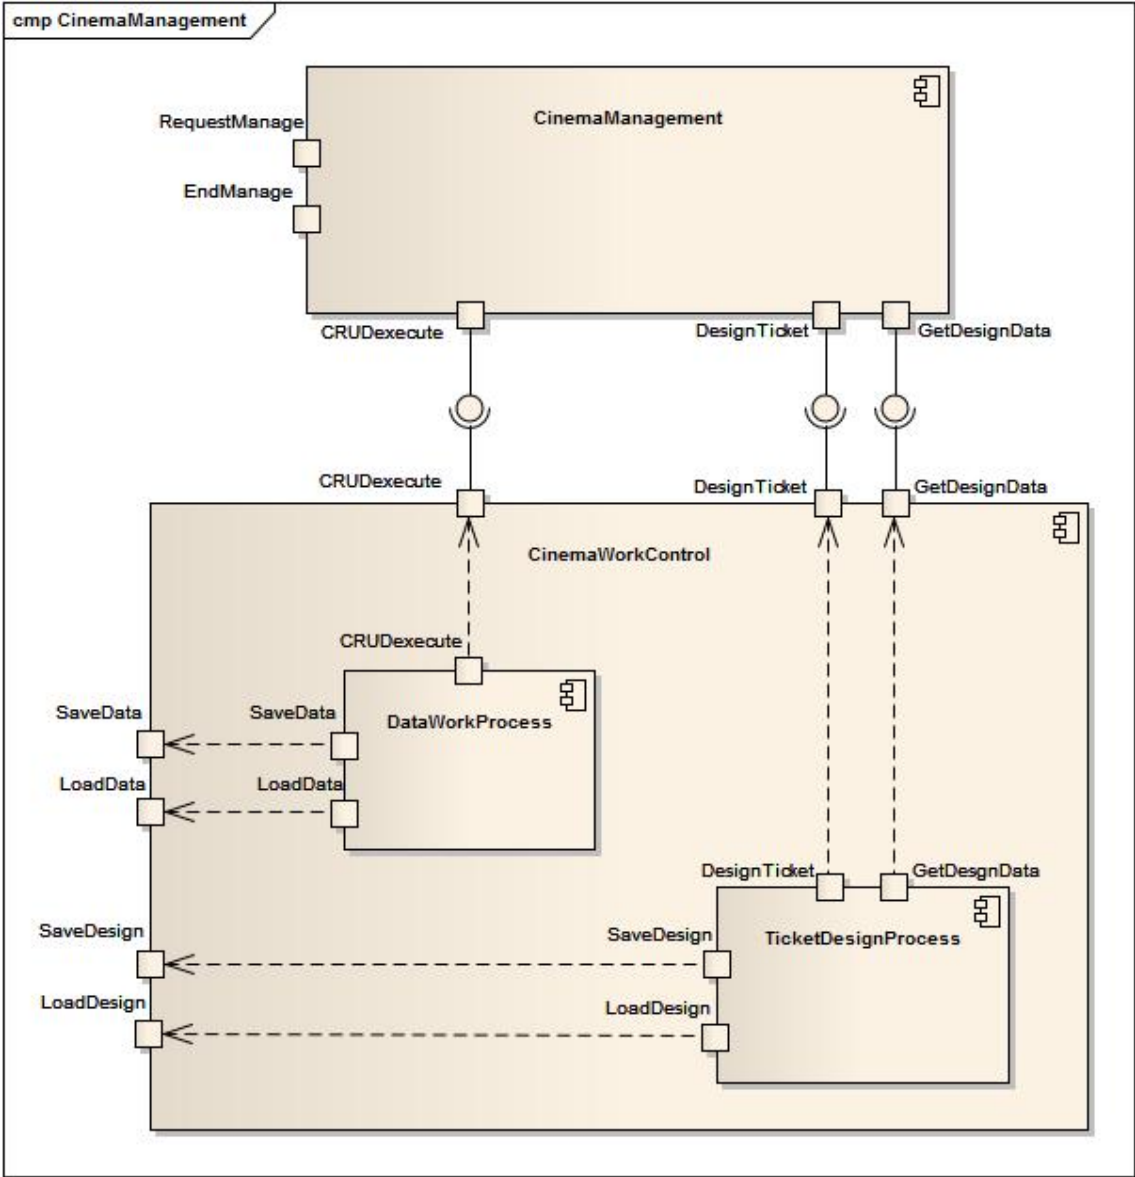 cmp CinemaManagement
CinemaManagement
RequestManage
EndManage
CRUDexecute
DesignTicket
GetDesignData
CRUDexecute
DesignTicket
GetDesignData
CinemaWorkControl
CRUDexecute
SaveData
SaveData
DataWorkProcess
LoadData
LoadData
DesignTicket
GetDesgnData
SaveDesign
SaveDesign
TicketDesignProcess
LoadDesign
LoadDesign